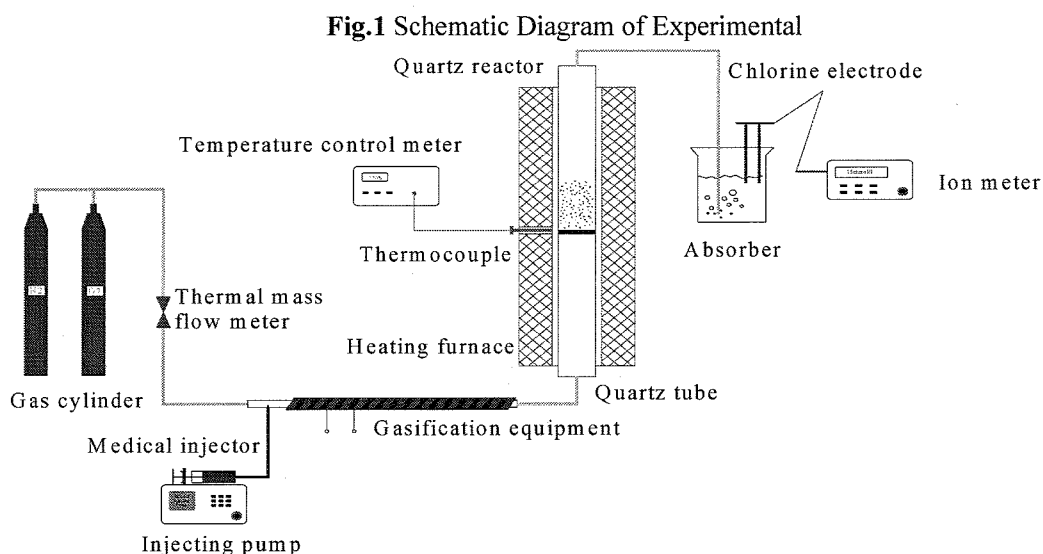 Fig.1 Schematic Diagram of Experimental
Quartz reactor
Chlorine electrode
Temperature control meter
Ion meter
Thermocouple
Absorber
Thermal mass
flow meter
Heating furnace
Gas cylinder
Quartz tube
Gasification equipment
Medical injector
Injecting pump